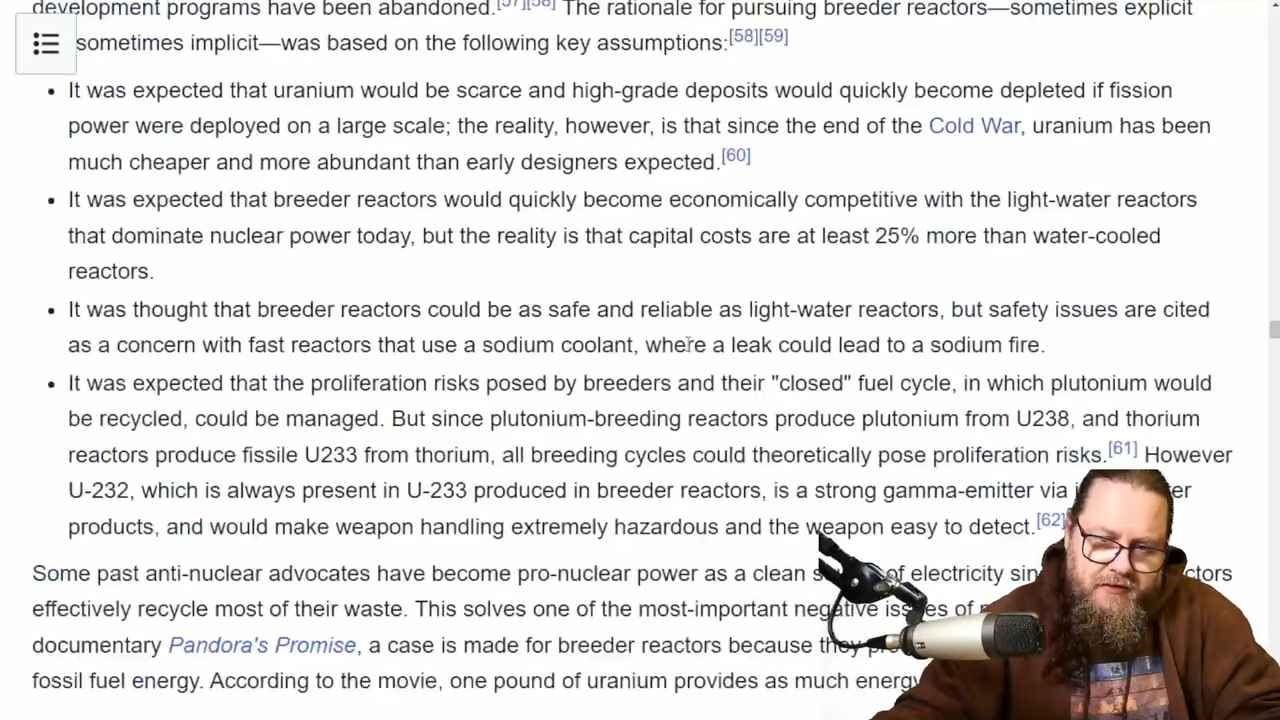 development programs have been abandoned.[57][58] The rationale for pursuing breeder reactors—sometimes explicit
sometimes implicit—was based on the following key assumptions:[58][59]
It was expected that uranium would be scarce and high-grade deposits would quickly become depleted if fission
power were deployed on a large scale; the reality, however, is that since the end of the Cold War, uranium has been
much cheaper and more abundant than early designers expected.[60]
It was expected that breeder reactors would quickly become economically competitive with the light-water reactors
that dominate nuclear power today, but the reality is that capital costs are at least 25% more than water-cooled
reactors.
It was thought that breeder reactors could be as safe and reliable as light-water reactors, but safety issues are cited
as a concern with fast reactors that use a sodium coolant, where a leak could lead to a sodium fire.
It was expected that the proliferation risks posed by breeders and their "closed" fuel cycle, in which plutonium would
be recycled, could be managed. But since plutonium-breeding reactors produce plutonium from U238, and thorium
reactors produce fissile U233 from thorium, all breeding cycles could theoretically pose proliferation risks.[61] However
U-232, which is always present in U-233 produced in breeder reactors, is a strong gamma-emitter via
products, and would make weapon handling extremely hazardous and the weapon easy to detect.[62]
Some past anti-nuclear advocates have become pro-nuclear power as a clean of electricity
effectively recycle most of their waste. This solves one of the most-important negative of
documentary Pandora's Promise, a case is made for breeder reactors because they
fossil fuel energy. According to the movie, one pound of uranium provides as much energy